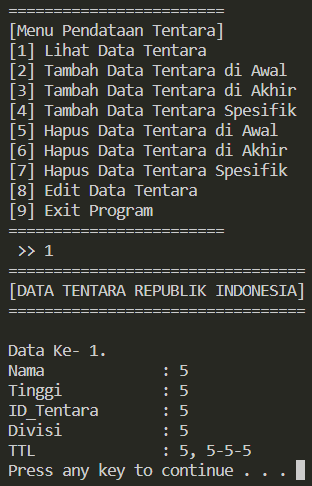 ========================
[Menu Pendataan Tentara]
[1] Lihat Data Tentara
[2] Tambah Data Tentara di Awal
[3] Tambah Data Tentara di Akhir
[4] Tambah Data Tentara Spesifik
[5] Hapus Data Tentara di Awal
[6] Hapus Data Tentara di Akhir
[7] Hapus Data Tentara Spesifik
[8] Edit Data Tentara
[9] Exit Program
========================
 >> 1
=================================
[DATA TENTARA REPUBLIK INDONESIA]
=================================

Data Ke- 1.
Nama             : 5
Tinggi           : 5
ID_Tentara       : 5
Divisi           : 5
TTL              : 5, 5-5-5
Press any key to continue . . .